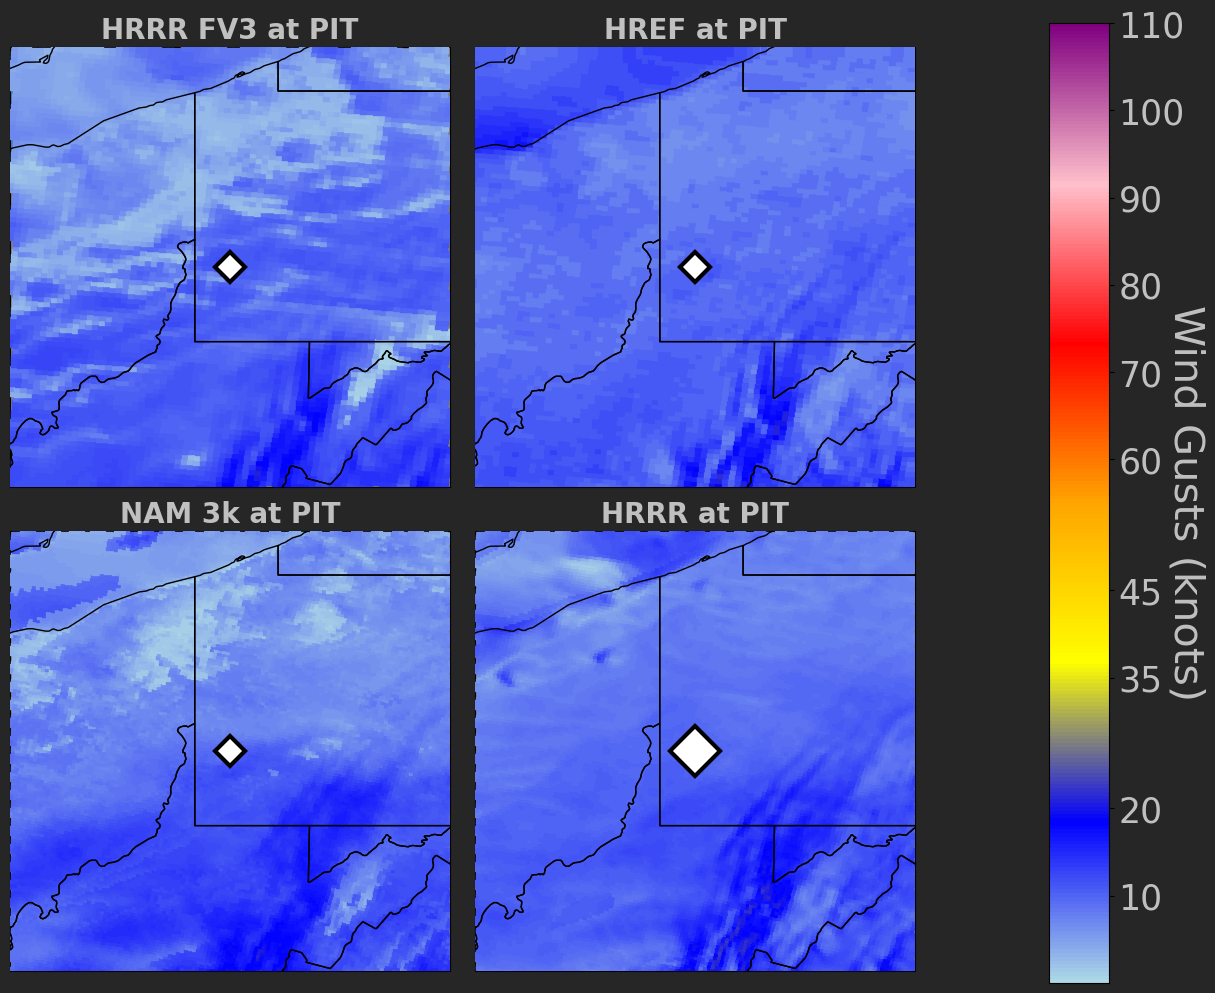 HRRR FV3 at PIT
HREF at PIT
NAM 3k at PIT
HRRR at PIT
110
100
90
80
70
60
45
35
20
10
Wind Gusts (knots)